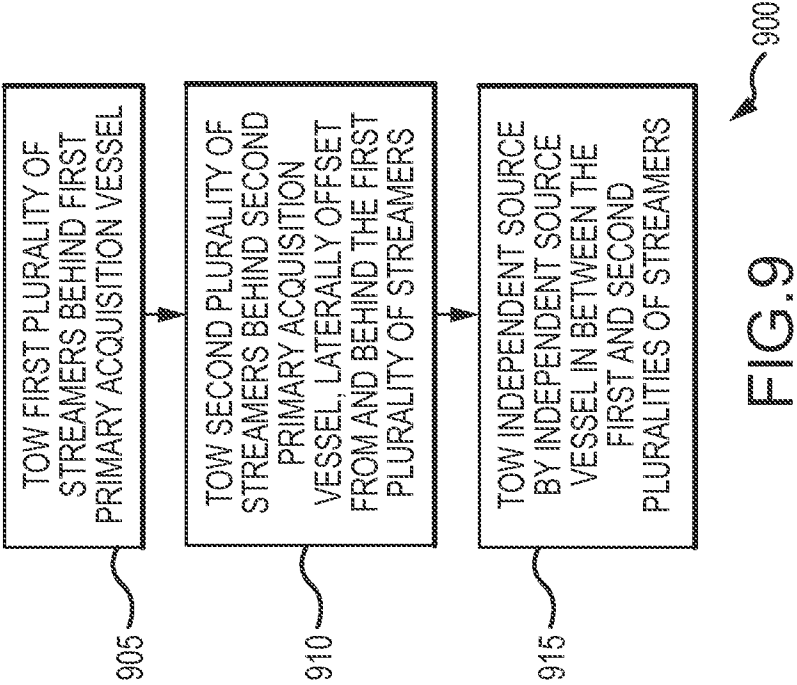 900
905
TOW FIRST PLURALITY OF
STREAMERS BEHIND FIRST
PRIMARY ACQUISITION VESSEL
910
TOW SECOND PLURALITY OF
STREAMERS BEHIND SECOND
PRIMARY ACQUISITION
VESSEL, LATERALLY OFFSET
FROM AND BEHIND THE FIRST
PLURALITY OF STREAMERS
915
TOW INDEPENDENT SOURCE
BY INDEPENDENT SOURCE
VESSEL IN BETWEEN THE
FIRST AND SECOND
PLURALITIES OF STREAMERS
FIG.9